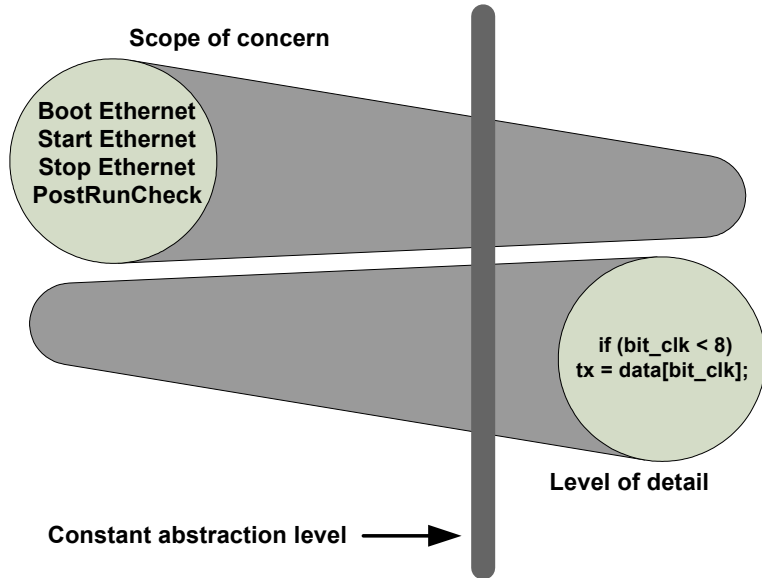 Scope of concern
Boot Ethernet
Start Ethernet
Stop Ethernet
PostRunCheck
if (bit_clk < 8)
tx = data[bit_clk];
Level of detail
Constant abstraction level